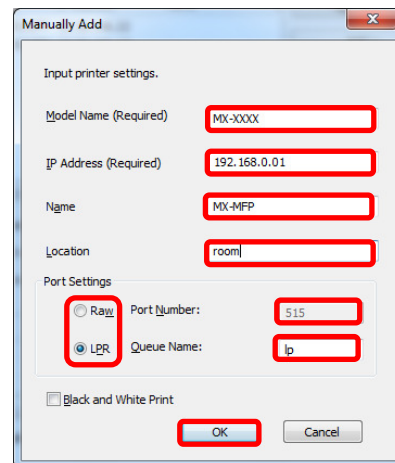 Manually Add
Input printer settings.
Model Name (Required) MX-XXXX
IP Address (Required) 192.168.0.01
Name MX-MFP
Location room
Port Settings
Raw Port Number: 515
LPR Queue Name: lp
Black and White Print
OK Cancel